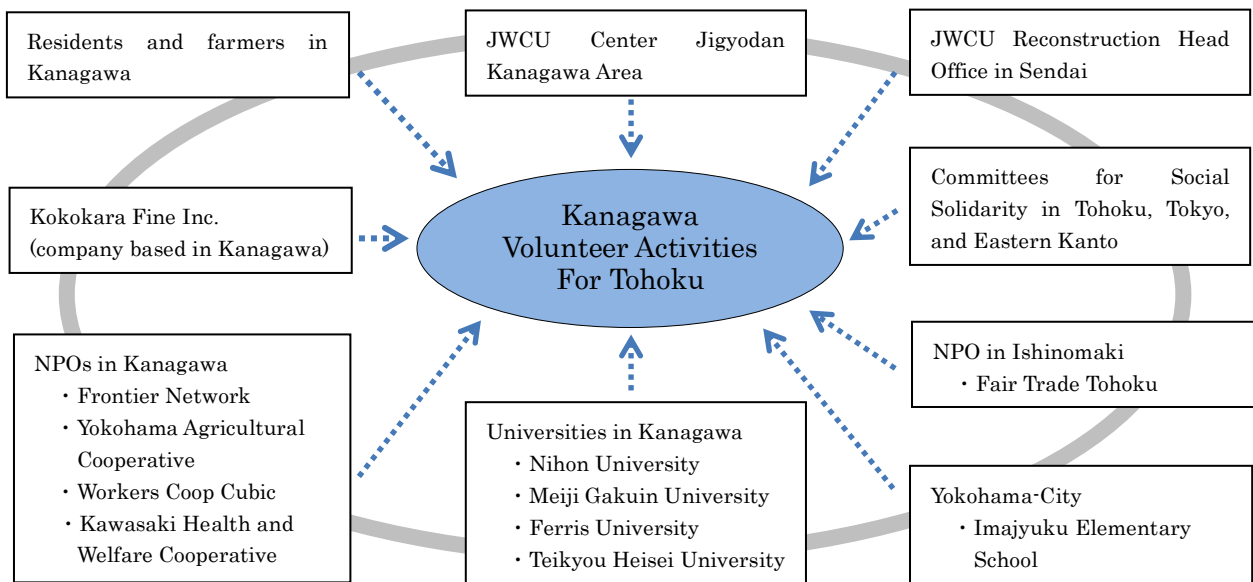 Residents and farmers in
Kanagawa
JWCU Center Jigyodan
Kanagawa Area
JWCU Reconstruction Head
Office in Sendai
Kokokara Fine Inc.
(company based in Kanagawa)
Kanagawa
Volunteer Activities
For Tohoku
Committees for Social
Solidarity in Tohoku, Tokyo,
and Eastern Kanto
NPOs in Kanagawa
・Frontier Network
・Yokohama Agricultural
Cooperative
・Workers Coop Cubic
・Kawasaki Health and
Welfare Cooperative
Universities in Kanagawa
・Nihon University
・Meiji Gakuin University
・Ferris University
・Teikyou Heisei University
NPO in Ishinomaki
・Fair Trade Tohoku
Yokohama-City
・Imajyuku Elementary
School